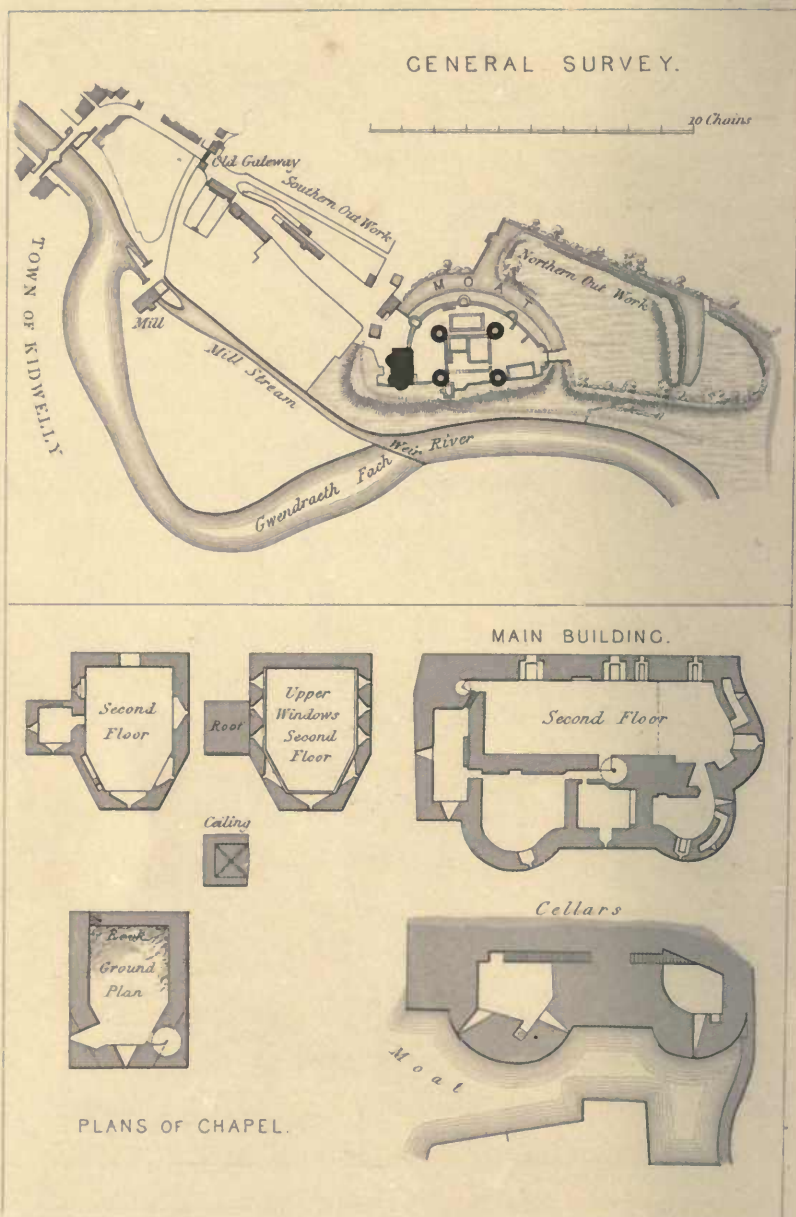 GENERAL SURVEY.
10 Chains
Old Gateway
Southern Out Work
TOWN OF KIDWELLY
MOAT
Northern Out Work
Mill
Mill Stream
Weir River
Gwendraeth Fach
MAIN BUILDING.
Second Floor
Roof
Upper
Windows
Second
Floor
Second Floor
Ceiling
Cellars
Rock
Ground
Plan
Moat
PLANS OF CHAPEL.